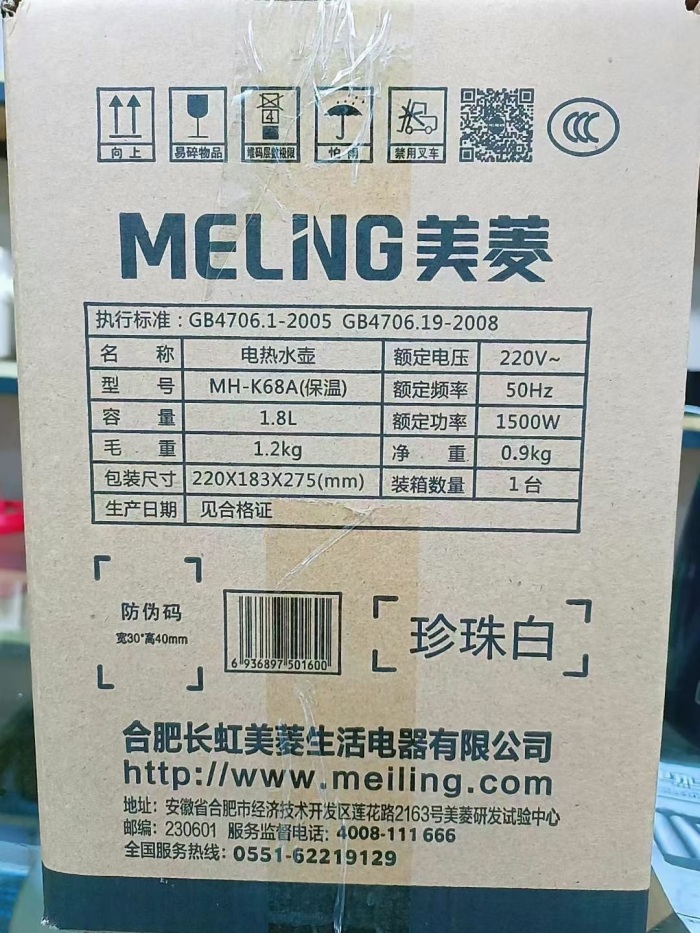 4
向上
易碎物品
堆码层数极限
怕雨
禁用叉车
CCC
MELING美菱
执行标准：GB4706.1-2005 GB4706.19-2008
名 称 电热水壶 额定电压 220V~
型 号 MH-K68A(保温) 额定频率 50Hz
容 量 1.8L 额定功率 1500W
毛 重 1.2kg 净 重 0.9kg
包装尺寸 220X183X275(mm) 装箱数量 1台
生产日期 见合格证
防伪码
宽30*高40mm
6 936897 501600
珍珠白
合肥长虹美菱生活电器有限公司
http://www.meiling.com
地址：安徽省合肥市经济技术开发区莲花路2163号美菱研发试验中心
邮编：230601 服务监督电话：4008-111 666
全国服务热线：0551-62219129